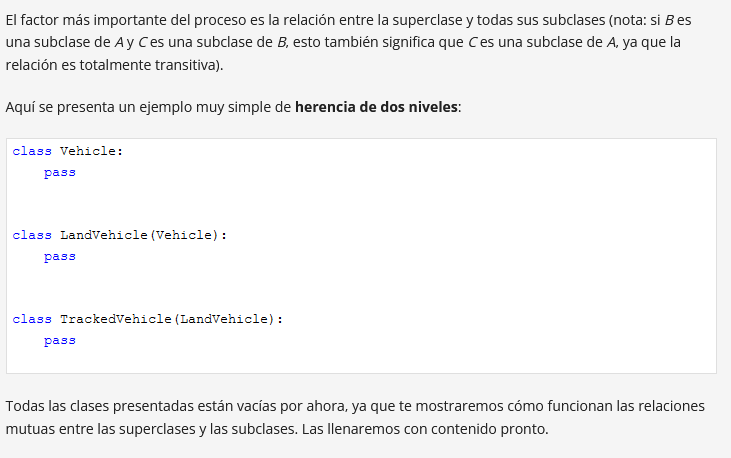 El factor más importante del proceso es la relación entre la superclase y todas sus subclases (nota: si B es
una subclase de A y C es una subclase de B, esto también significa que C es una subclase de A, ya que la
relación es totalmente transitiva).
Aquí se presenta un ejemplo muy simple de herencia de dos niveles:
class Vehicle:
    pass
class LandVehicle(Vehicle):
    pass
class TrackedVehicle(LandVehicle):
    pass
Todas las clases presentadas están vacías por ahora, ya que te mostraremos cómo funcionan las relaciones
mutuas entre las superclases y las subclases. Las llenaremos con contenido pronto.